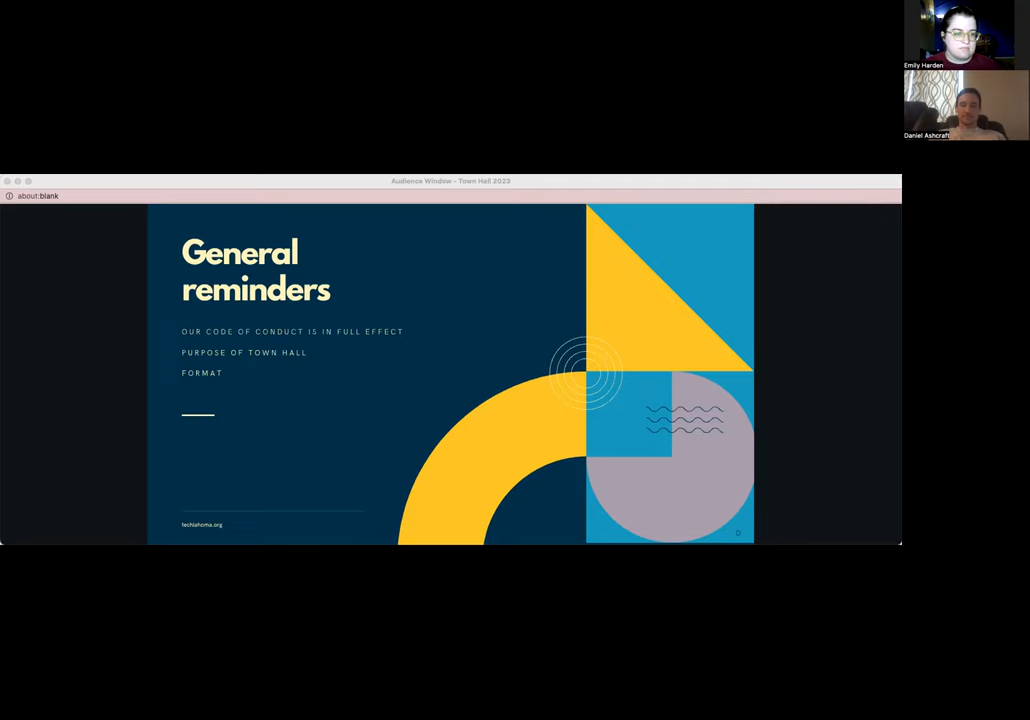 Emily Harden
Daniel Ashcraft
Audience Window - Town Hall 2023
about:blank
General
reminders
OUR CODE OF CONDUCT IS IN FULL EFFECT
PURPOSE OF TOWN HALL
FORMAT
techlahoma.org
D